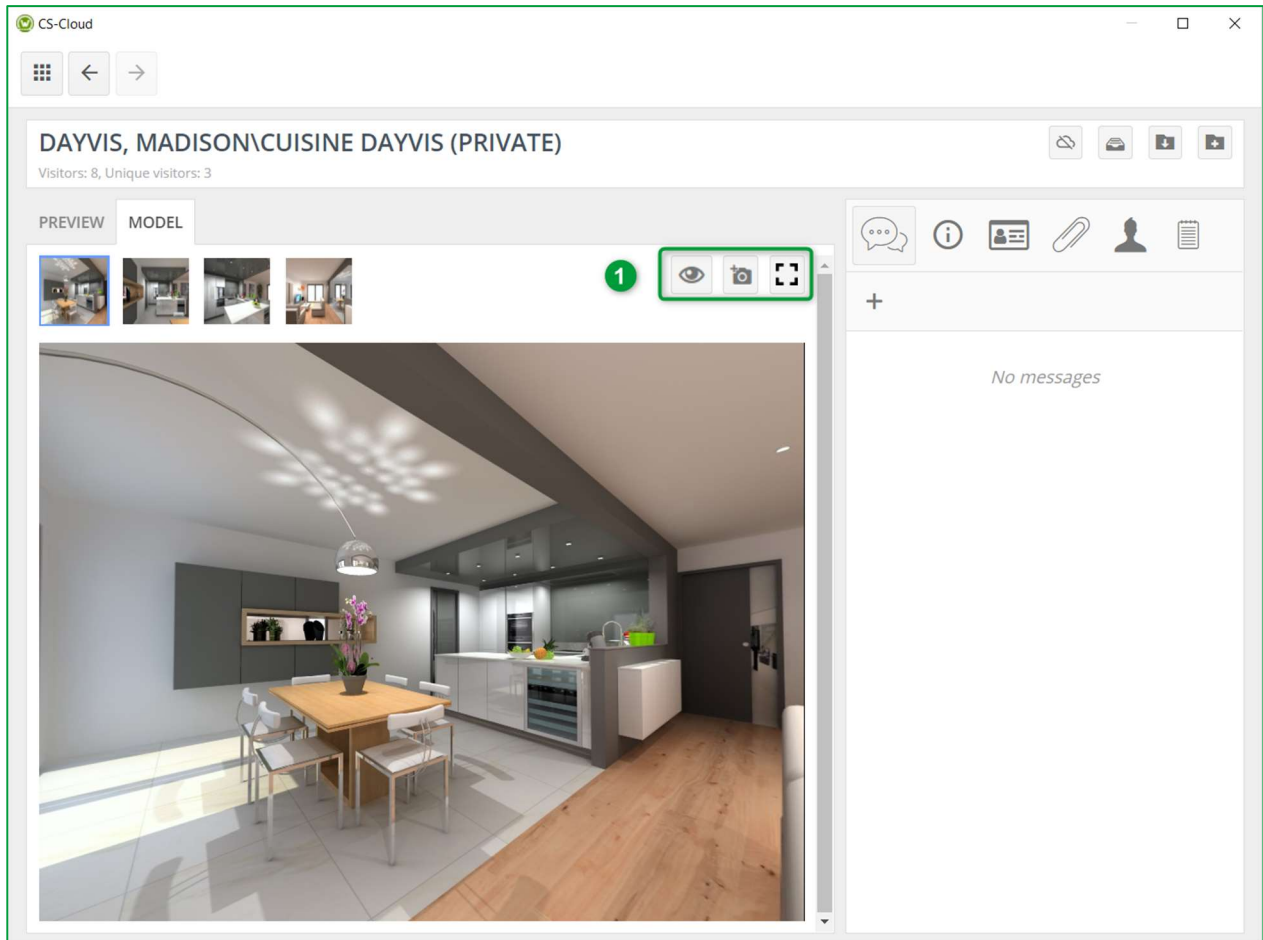 CS-Cloud
DAYVIS, MADISON\CUISINE DAYVIS (PRIVATE)
Visitors: 8, Unique visitors: 3
PREVIEW MODEL
1
No messages